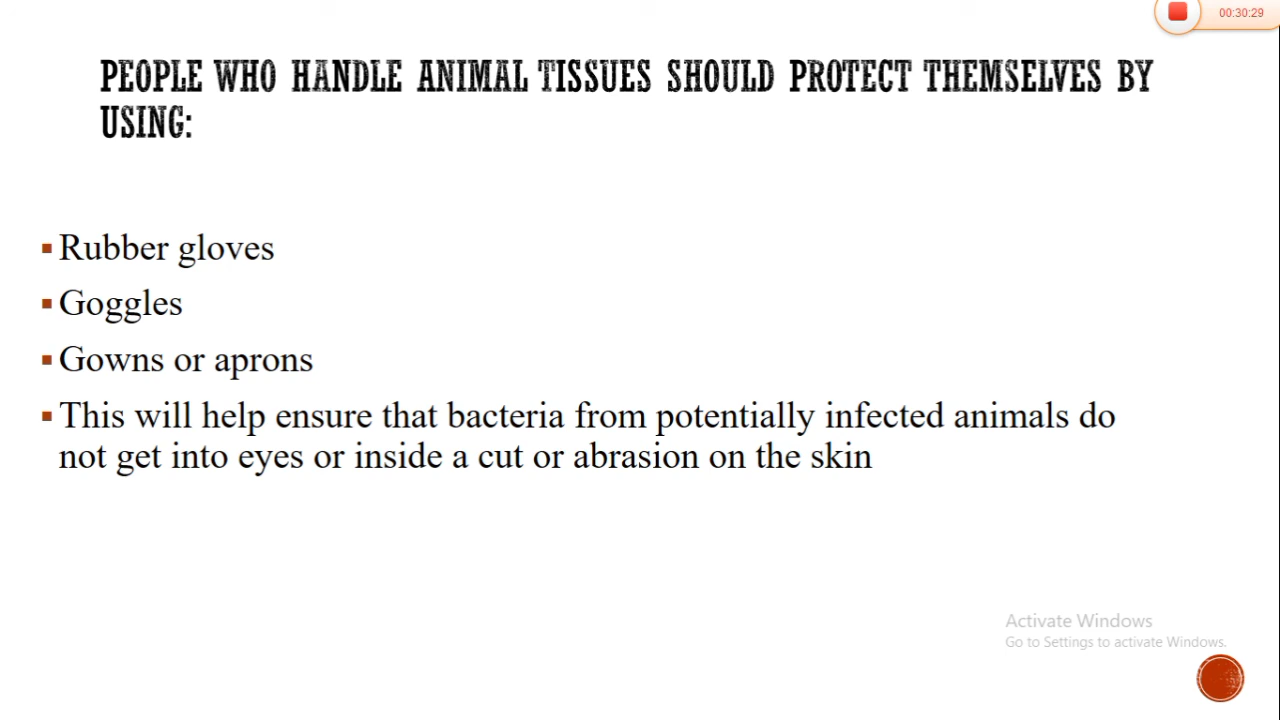 00:30:29
PEOPLE WHO HANDLE ANIMAL TISSUES SHOULD PROTECT THEMSELVES BY
USING:
▪ Rubber gloves
▪ Goggles
▪ Gowns or aprons
▪ This will help ensure that bacteria from potentially infected animals do
not get into eyes or inside a cut or abrasion on the skin
Activate Windows
Go to Settings to activate Windows.